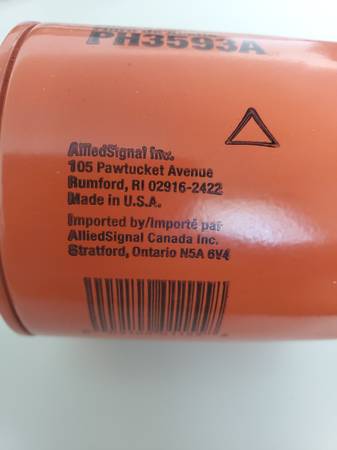 PH3593A
AlliedSignal Inc.
105 Pawtucket Avenue
Rumford, RI 02916-2422
Made in U.S.A.
Imported by/Importé par
AlliedSignal Canada Inc.
Stratford, Ontario N5A 6V4